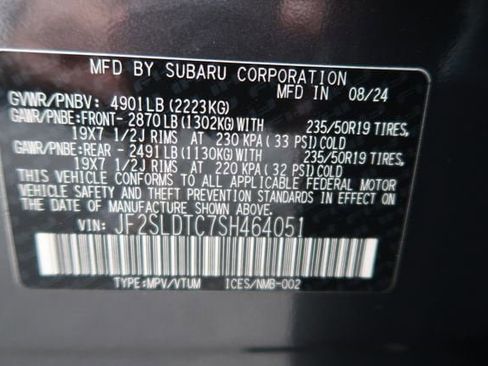 MFD BY SUBARU CORPORATION
GVWR/PNBV: 4901LB(2223KG) MFD IN 08/24
GAWR/PNBE:FRONT- 2870LB(1302KG)WITH 235/50R19 TIRES,
19X7 1/2J RIMS AT 230 KPA(33 PSI)COLD
GAWR/PNBE:REAR - 2491LB(1130KG)WITH 235/50R19 TIRES,
19X7 1/2J RIMS AT 220 KPA(32 PSI)COLD
THIS VEHICLE CONFORMS TO ALL APPLICABLE FEDERAL MOTOR
VEHICLE SAFETY AND THEFT PREVENTION STANDARDS IN EFFECT ON THE
DATE OF MANUFACTURE SHOWN ABOVE.
VIN: JF2SLDTC7SH464051
TYPE:MPV/VTUM ICES/NMB-002